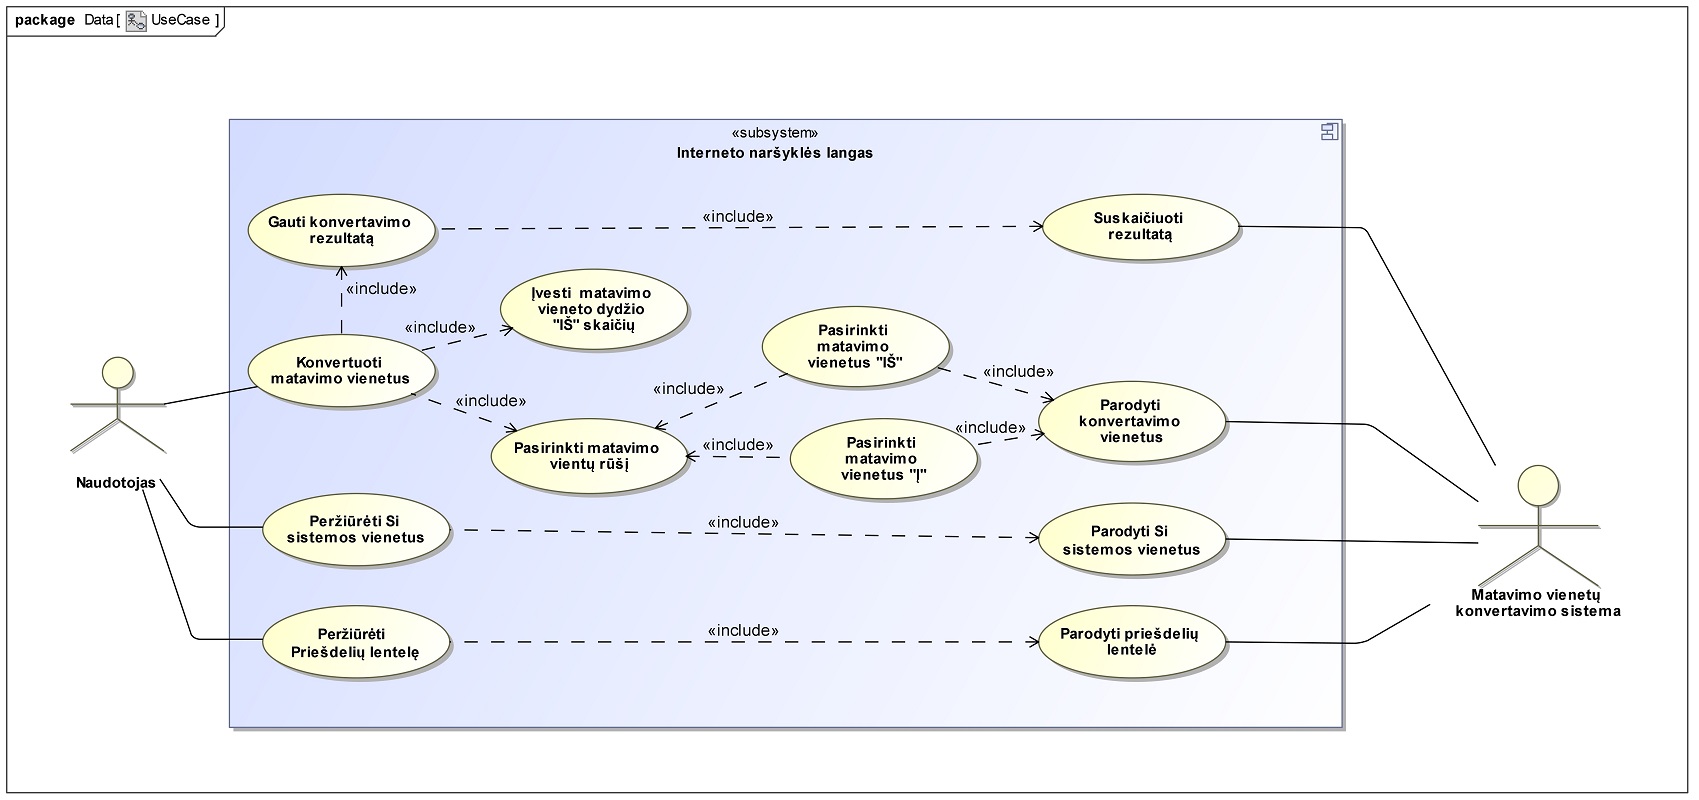 package Data [ UseCase ]
«subsystem»
Interneto naršyklės langas
Gauti konvertavimo
rezultatą
«include»
Suskaičiuoti
rezultatą
«include»
Įvesti matavimo
vieneto dydžio
"IŠ" skaičių
«include»
Konvertuoti
matavimo vienetus
«include»
Pasirinkti matavimo
vientų rūšį
«include»
Pasirinkti
matavimo
vienetus "IŠ"
«include»
«include»
Pasirinkti
matavimo
vienetus "Į"
«include»
Parodyti
konvertavimo
vienetus
Naudotojas
Peržiūrėti Si
sistemos vienetus
«include»
Parodyti Si
sistemos vienetus
Matavimo vienetų
konvertavimo sistema
Peržiūrėti
Priešdelių lentelę
«include»
Parodyti priešdelių
lentelė